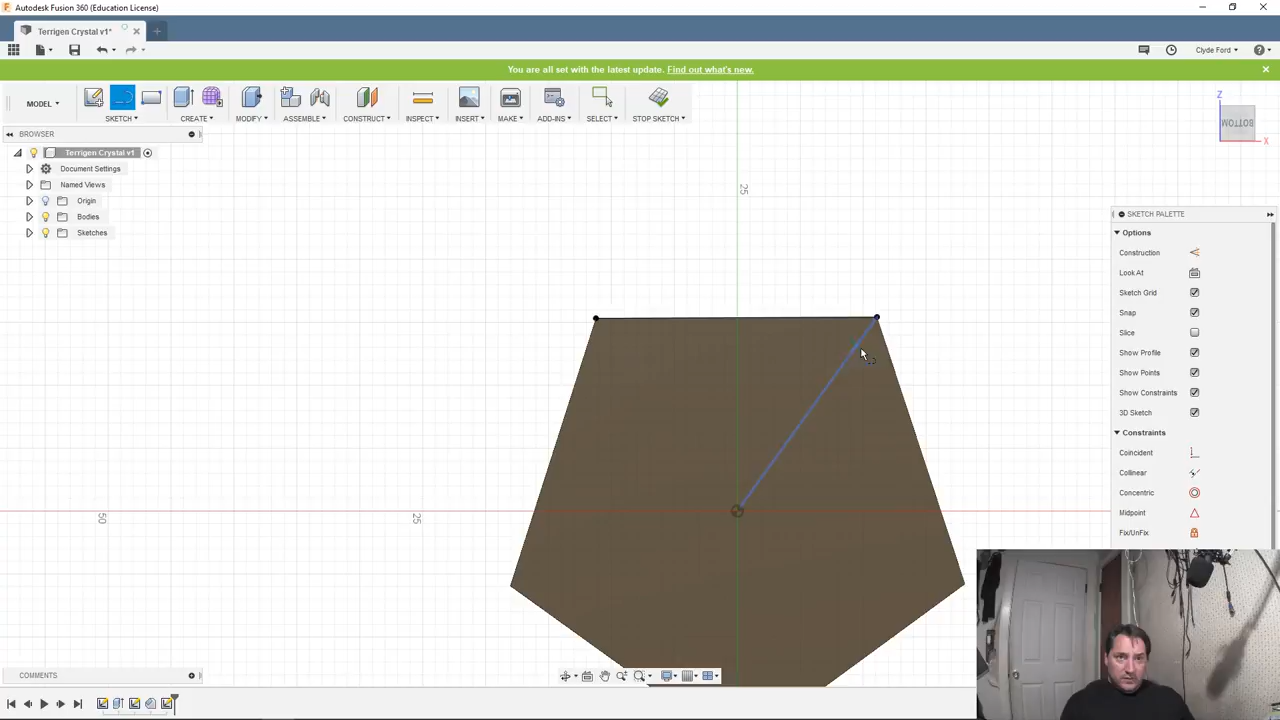 Autodesk Fusion 360 (Education License)
Terrigen Crystal v1*
Clyde Ford
You are all set with the latest update. Find out what's new.
MODEL
SKETCH
CREATE
MODIFY
ASSEMBLE
CONSTRUCT
INSPECT
INSERT
MAKE
ADD-INS
SELECT
STOP SKETCH
BROWSER
Terrigen Crystal v1
Document Settings
Named Views
Origin
Bodies
Sketches
Z
BOTTOM
X
25
50
25
SKETCH PALETTE
Options
Construction
Look At
Sketch Grid
Snap
Slice
Show Profile
Show Points
Show Constraints
3D Sketch
Constraints
Coincident
Collinear
Concentric
Midpoint
Fix/UnFix
COMMENTS